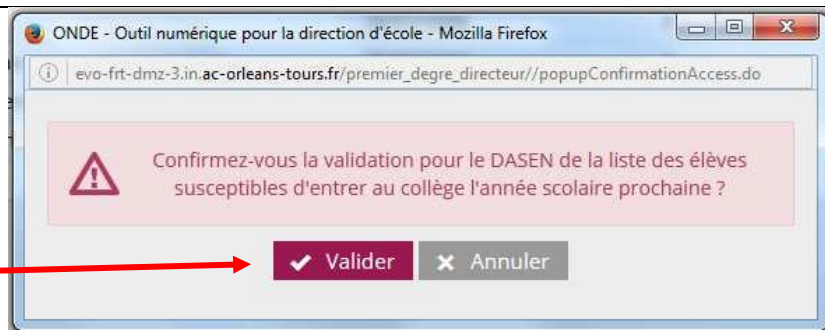 ONDE - Outil numérique pour la direction d'école - Mozilla Firefox
evo-frt-dmz-3.in.ac-orleans-tours.fr/premier_degre_directeur//popupConfirmationAccess.do
Confirmez-vous la validation pour le DASEN de la liste des élèves
susceptibles d'entrer au collège l'année scolaire prochaine ?
Valider Annuler